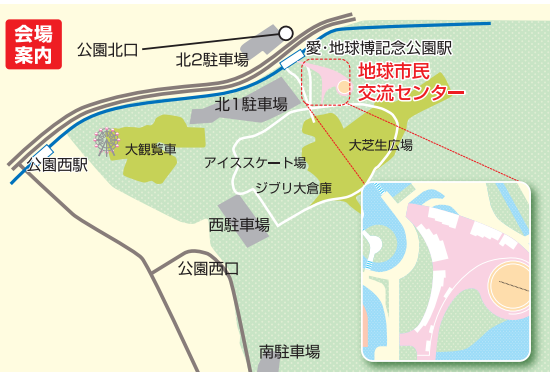 会場
案内
公園北口
北2駐車場
愛・地球博記念公園駅
地球市民
交流センター
北1駐車場
大観覧車
大芝生広場
公園西駅
アイススケート場
ジブリ大倉庫
西駐車場
公園西口
南駐車場